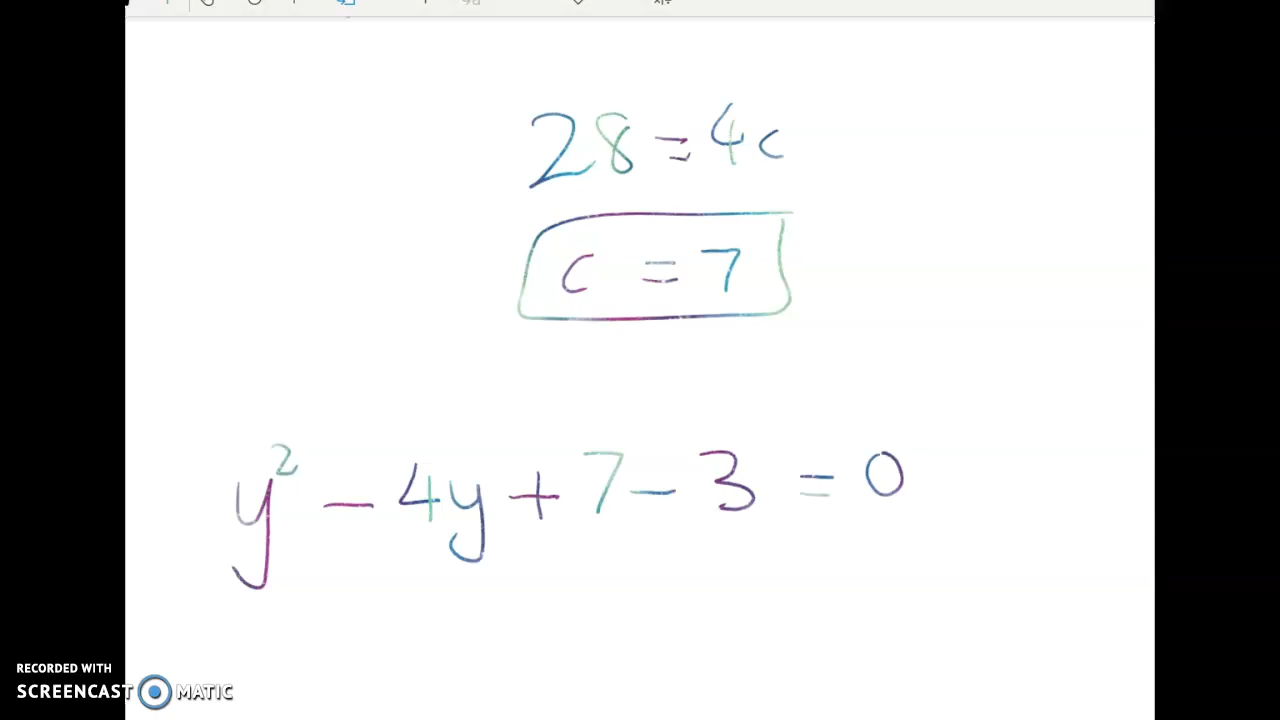 28 = 4c
c = 7
y² - 4y + 7 - 3 = 0
RECORDED WITH
SCREENCAST MATIC